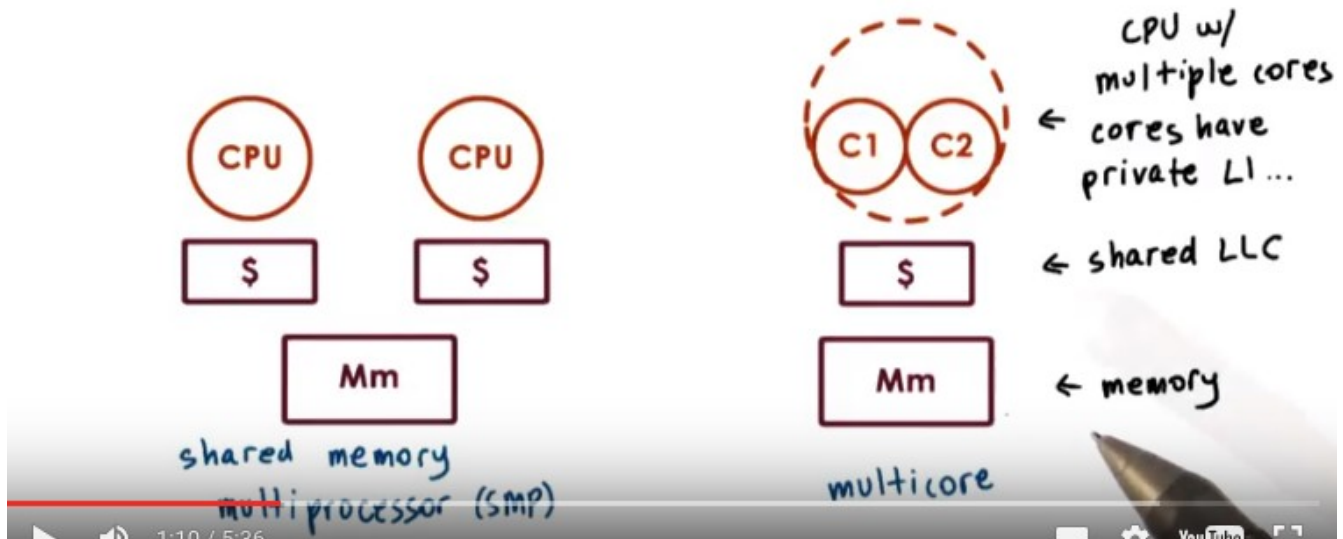 CPU w/
multiple cores
cores have
private L1...
CPU CPU
C1 C2
$ $
$
← shared LLC
Mm
Mm
← memory
shared memory
multiprocessor (SMP)
multicore
1:10 / 5:36
YouTube